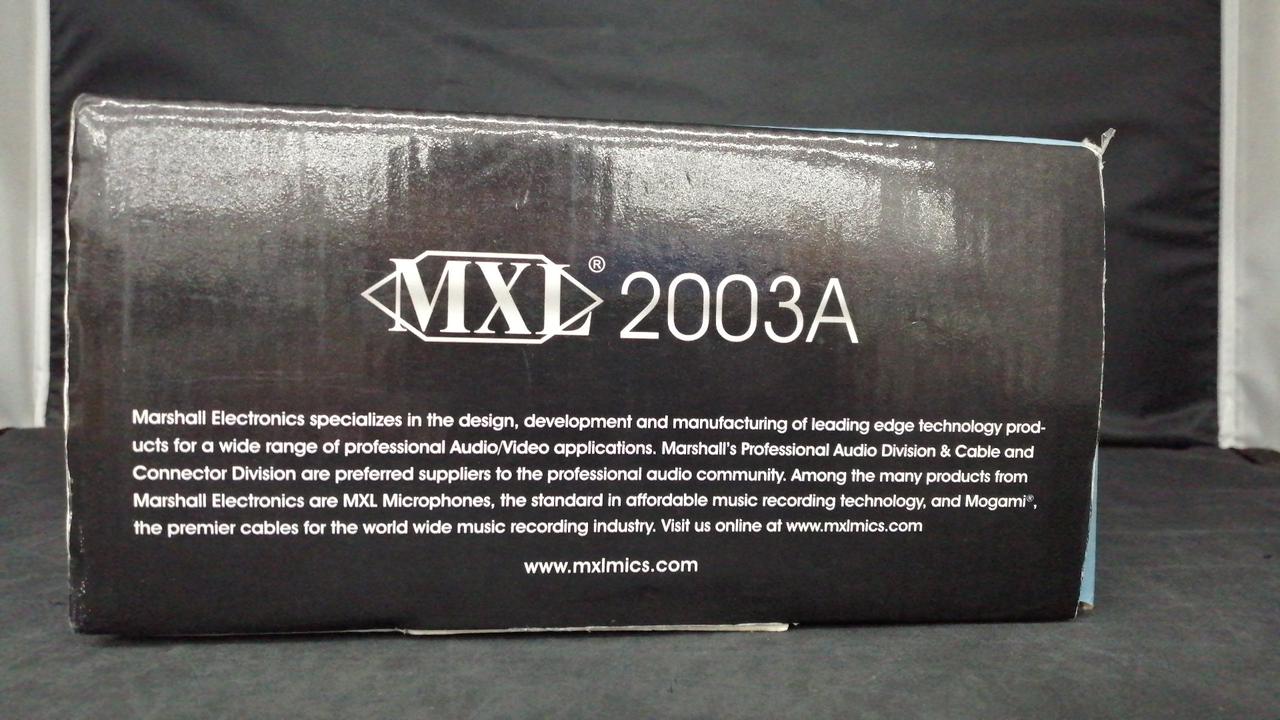 MXL® 2003A
Marshall Electronics specializes in the design, development and manufacturing of leading edge technology prod-
ucts for a wide range of professional Audio/Video applications. Marshall's Professional Audio Division & Cable and
Connector Division are preferred suppliers to the professional audio community. Among the many products from
Marshall Electronics are MXL Microphones, the standard in affordable music recording technology, and Mogami®,
the premier cables for the world wide music recording industry. Visit us online at www.mxlmics.com
www.mxlmics.com